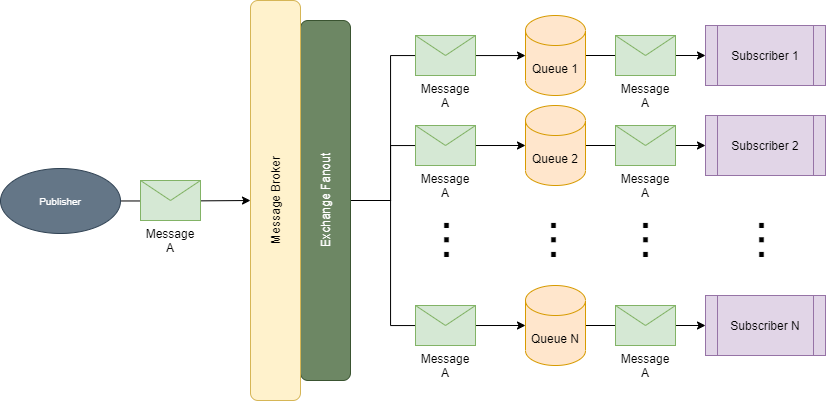 Publisher
Message
A
Message Broker
Exchange Fanout
Message
A
Queue 1
Message
A
Subscriber 1
Message
A
Queue 2
Message
A
Subscriber 2
Message
A
Queue N
Message
A
Subscriber N